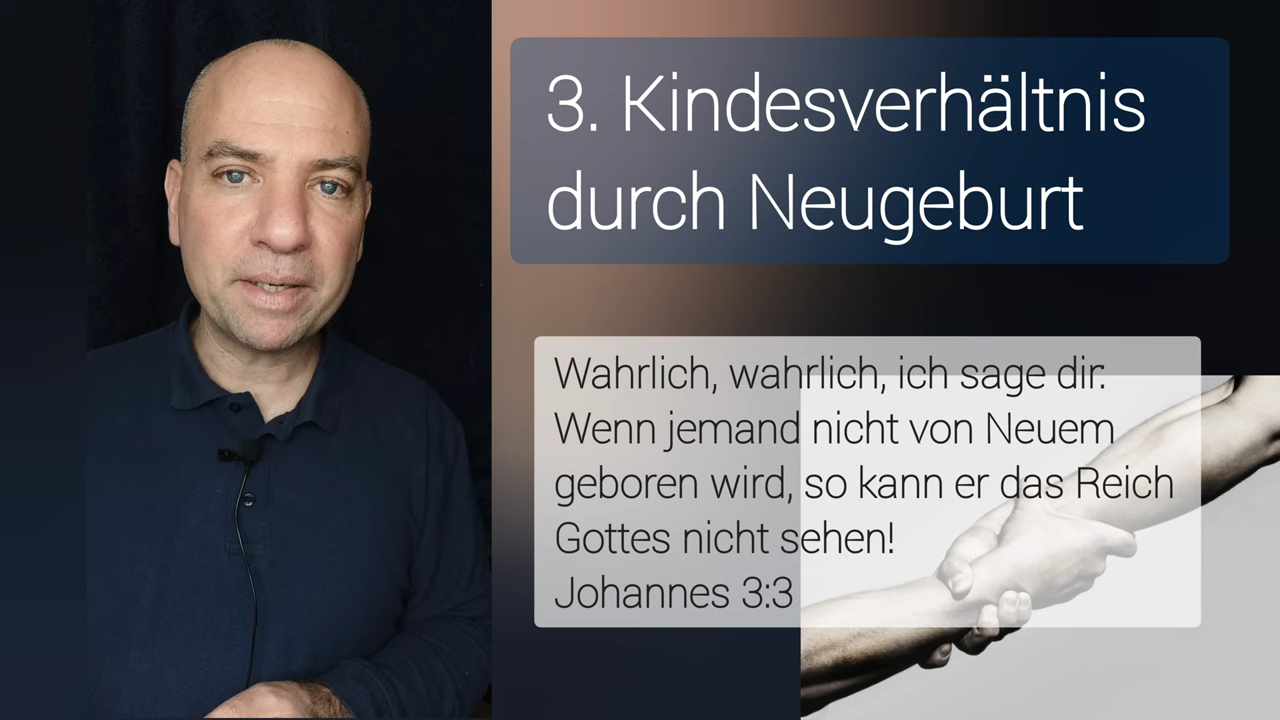 3. Kindesverhältnis
durch Neugeburt
Wahrlich, wahrlich, ich sage dir:
Wenn jemand nicht von Neuem
geboren wird, so kann er das Reich
Gottes nicht sehen!
Johannes 3:3